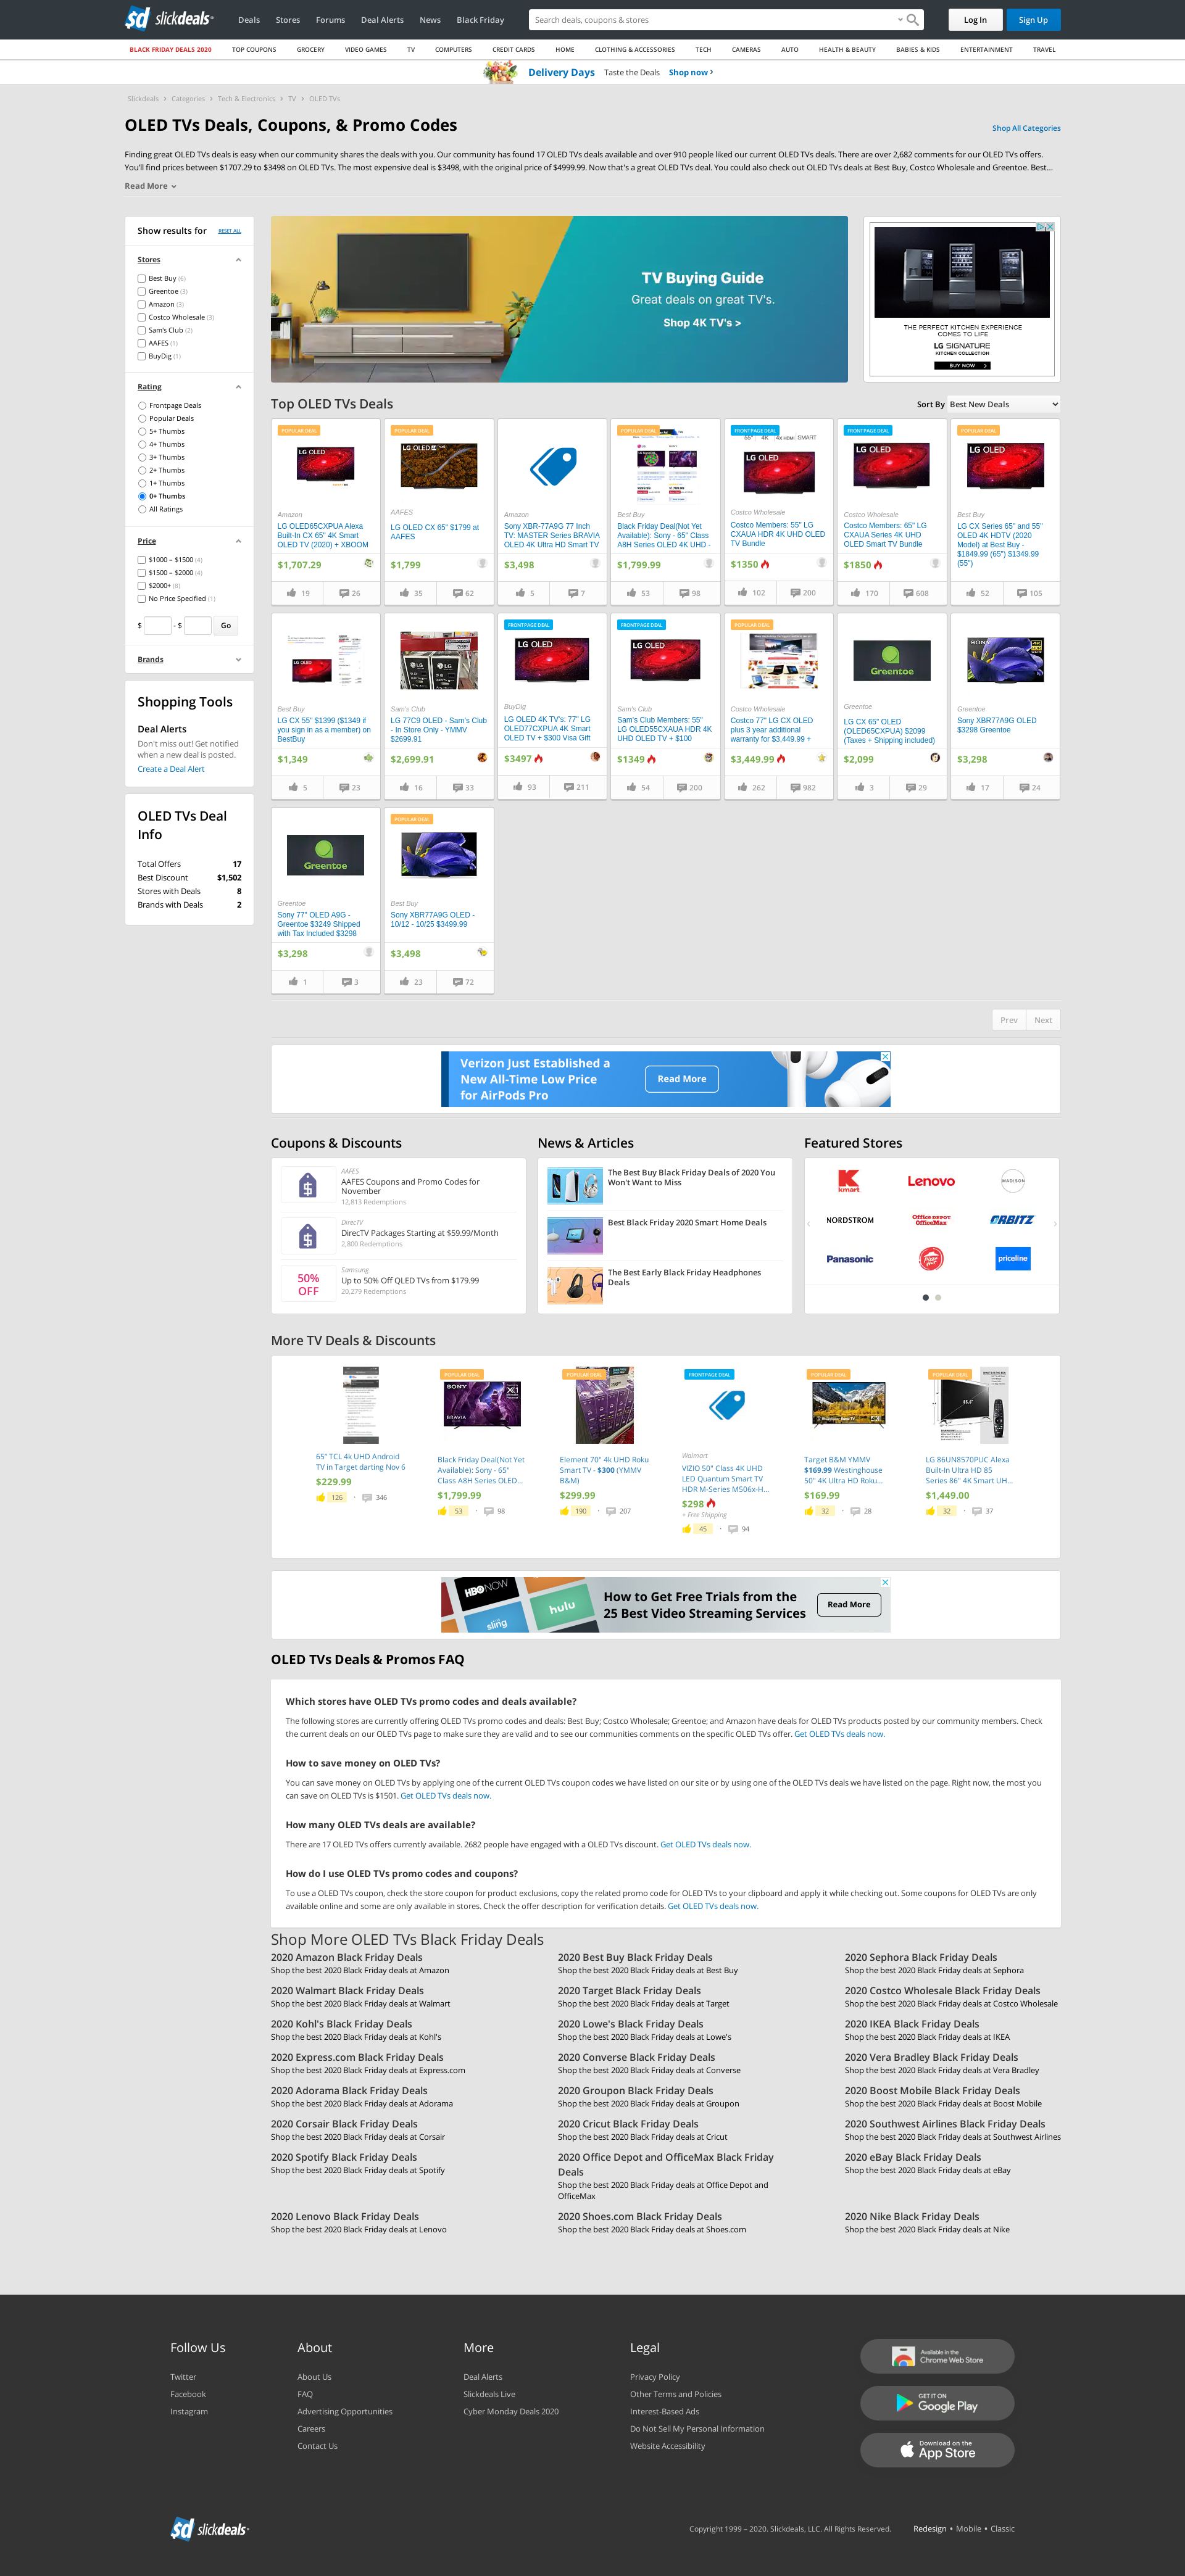 sd slickdeals
Deals Stores Forums Deal Alerts News Black Friday
Search deals, coupons & stores
Log In Sign Up
BLACK FRIDAY DEALS 2020 TOP COUPONS GROCERY VIDEO GAMES TV COMPUTERS CREDIT CARDS HOME CLOTHING & ACCESSORIES TECH CAMERAS AUTO HEALTH & BEAUTY BABIES & KIDS ENTERTAINMENT TRAVEL
Delivery Days Taste the Deals Shop now
Slickdeals Categories Tech & Electronics TV OLED TVs
OLED TVs Deals, Coupons, & Promo Codes
Shop All Categories
Finding great OLED TVs deals is easy when our community shares the deals with you. Our community has found 17 OLED TVs deals available and over 910 people liked our current OLED TVs deals. There are over 2,682 comments for our OLED TVs offers.
You'll find prices between $1707.29 to $3498 on OLED TVs. The most expensive deal is $3498, with the original price of $4999.99. Now that's a great OLED TVs deal. You could also check out OLED TVs deals at Best Buy, Costco Wholesale and Greentoe. Best...
Read More
Show results for RESET ALL
Stores
Best Buy (6)
Greentoe (3)
Amazon (3)
Costco Wholesale (3)
Sam's Club (2)
AAFES (1)
BuyDig (1)
Rating
Frontpage Deals
Popular Deals
5+ Thumbs
4+ Thumbs
3+ Thumbs
2+ Thumbs
1+ Thumbs
0+ Thumbs
All Ratings
Price
$1000 – $1500 (4)
$1500 – $2000 (4)
$2000+ (8)
No Price Specified (1)
$ - $ Go
Brands
Shopping Tools
Deal Alerts
Don't miss out! Get notified
when a new deal is posted.
Create a Deal Alert
OLED TVs Deal
Info
Total Offers 17
Best Discount $1,502
Stores with Deals 8
Brands with Deals 2
TV Buying Guide
Great deals on great TV's.
Shop 4K TV's >
THE PERFECT KITCHEN EXPERIENCE
COMES TO LIFE
LG SIGNATURE
KITCHEN COLLECTION
BUY NOW
Top OLED TVs Deals
Sort By Best New Deals
POPULAR DEAL
LG OLED
Amazon
LG OLED65CXPUA Alexa
Built-In CX 65" 4K Smart
OLED TV (2020) + XBOOM
$1,707.29
19 26
POPULAR DEAL
LG OLED
AAFES
LG OLED CX 65" $1799 at
AAFES
$1,799
35 62
Amazon
Sony XBR-77A9G 77 Inch
TV: MASTER Series BRAVIA
OLED 4K Ultra HD Smart TV
$3,498
5 7
POPULAR DEAL
Best Buy
Black Friday Deal(Not Yet
Available): Sony - 65" Class
A8H Series OLED 4K UHD -
$1,799.99
53 98
FRONTPAGE DEAL
55" 4K 4x HDMI SMART
LG OLED
Costco Wholesale
Costco Members: 55" LG
CXAUA HDR 4K UHD OLED
TV Bundle
$1350
102 200
FRONTPAGE DEAL
LG OLED
Costco Wholesale
Costco Members: 65" LG
CXAUA Series 4K UHD
OLED Smart TV Bundle
$1850
170 608
POPULAR DEAL
LG OLED
Best Buy
LG CX Series 65" and 55"
OLED 4K HDTV (2020
Model) at Best Buy -
$1849.99 (65") $1349.99
(55")
52 105
LG OLED
Best Buy
LG CX 55" $1399 ($1349 if
you sign in as a member) on
BestBuy
$1,349
5 23
Sam's Club
LG 77C9 OLED - Sam's Club
- In Store Only - YMMV
$2699.91
$2,699.91
16 33
FRONTPAGE DEAL
LG OLED
BuyDig
LG OLED 4K TV's: 77" LG
OLED77CXPUA 4K Smart
OLED TV + $300 Visa Gift
$3497
93 211
FRONTPAGE DEAL
LG OLED
Sam's Club
Sam's Club Members: 55"
LG OLED55CXAUA HDR 4K
UHD OLED TV + $100
$1349
54 200
POPULAR DEAL
Costco Wholesale
Costco 77" LG CX OLED
plus 3 year additional
warranty for $3,449.99 +
$3,449.99
262 982
Greentoe
Greentoe
LG CX 65" OLED
(OLED65CXPUA) $2099
(Taxes + Shipping included)
$2,099
3 29
SONY
Greentoe
Sony XBR77A9G OLED
$3298 Greentoe
$3,298
17 24
Greentoe
Greentoe
Sony 77" OLED A9G -
Greentoe $3249 Shipped
with Tax Included $3298
$3,298
1 3
POPULAR DEAL
Best Buy
Sony XBR77A9G OLED -
10/12 - 10/25 $3499.99
$3,498
23 72
Prev Next
Verizon Just Established a
New All-Time Low Price
for AirPods Pro
Read More
Coupons & Discounts
AAFES
AAFES Coupons and Promo Codes for
November
12,813 Redemptions
DirecTV
DirecTV Packages Starting at $59.99/Month
2,800 Redemptions
50%
OFF
Samsung
Up to 50% Off QLED TVs from $179.99
20,279 Redemptions
News & Articles
The Best Buy Black Friday Deals of 2020 You
Won't Want to Miss
Best Black Friday 2020 Smart Home Deals
The Best Early Black Friday Headphones
Deals
Featured Stores
kmart Lenovo MADISON
NORDSTROM Office DEPOT OfficeMax ORBITZ
Panasonic Pizza Hut priceline
More TV Deals & Discounts
65" TCL 4k UHD Android
TV in Target darting Nov 6
$229.99
126 · 346
POPULAR DEAL
SONY
BRAVIA
Black Friday Deal(Not Yet
Available): Sony - 65"
Class A8H Series OLED...
$1,799.99
53 · 98
POPULAR DEAL
Element 70" 4k UHD Roku
Smart TV - $300 (YMMV
B&M)
$299.99
190 · 207
FRONTPAGE DEAL
Walmart
VIZIO 50" Class 4K UHD
LED Quantum Smart TV
HDR M-Series M506x-H...
$298
+ Free Shipping
45 · 94
POPULAR DEAL
Target B&M YMMV
$169.99 Westinghouse
50" 4K Ultra HD Roku...
$169.99
32 · 28
POPULAR DEAL
LG 86UN8570PUC Alexa
Built-In Ultra HD 85
Series 86" 4K Smart UH...
$1,449.00
32 · 37
HBO NOW
sling
hulu
How to Get Free Trials from the
25 Best Video Streaming Services
Read More
OLED TVs Deals & Promos FAQ
Which stores have OLED TVs promo codes and deals available?
The following stores are currently offering OLED TVs promo codes and deals: Best Buy; Costco Wholesale; Greentoe; and Amazon have deals for OLED TVs products posted by our community members. Check
the current deals on our OLED TVs page to make sure they are valid and to see our communities comments on the specific OLED TVs offer. Get OLED TVs deals now.
How to save money on OLED TVs?
You can save money on OLED TVs by applying one of the current OLED TVs coupon codes we have listed on our site or by using one of the OLED TVs deals we have listed on the page. Right now, the most you
can save on OLED TVs is $1501. Get OLED TVs deals now.
How many OLED TVs deals are available?
There are 17 OLED TVs offers currently available. 2682 people have engaged with a OLED TVs discount. Get OLED TVs deals now.
How do I use OLED TVs promo codes and coupons?
To use a OLED TVs coupon, check the store coupon for product exclusions, copy the related promo code for OLED TVs to your clipboard and apply it while checking out. Some coupons for OLED TVs are only
available online and some are only available in stores. Check the offer description for verification details. Get OLED TVs deals now.
Shop More OLED TVs Black Friday Deals
2020 Amazon Black Friday Deals
Shop the best 2020 Black Friday deals at Amazon
2020 Best Buy Black Friday Deals
Shop the best 2020 Black Friday deals at Best Buy
2020 Sephora Black Friday Deals
Shop the best 2020 Black Friday deals at Sephora
2020 Walmart Black Friday Deals
Shop the best 2020 Black Friday deals at Walmart
2020 Target Black Friday Deals
Shop the best 2020 Black Friday deals at Target
2020 Costco Wholesale Black Friday Deals
Shop the best 2020 Black Friday deals at Costco Wholesale
2020 Kohl's Black Friday Deals
Shop the best 2020 Black Friday deals at Kohl's
2020 Lowe's Black Friday Deals
Shop the best 2020 Black Friday deals at Lowe's
2020 IKEA Black Friday Deals
Shop the best 2020 Black Friday deals at IKEA
2020 Express.com Black Friday Deals
Shop the best 2020 Black Friday deals at Express.com
2020 Converse Black Friday Deals
Shop the best 2020 Black Friday deals at Converse
2020 Vera Bradley Black Friday Deals
Shop the best 2020 Black Friday deals at Vera Bradley
2020 Adorama Black Friday Deals
Shop the best 2020 Black Friday deals at Adorama
2020 Groupon Black Friday Deals
Shop the best 2020 Black Friday deals at Groupon
2020 Boost Mobile Black Friday Deals
Shop the best 2020 Black Friday deals at Boost Mobile
2020 Corsair Black Friday Deals
Shop the best 2020 Black Friday deals at Corsair
2020 Cricut Black Friday Deals
Shop the best 2020 Black Friday deals at Cricut
2020 Southwest Airlines Black Friday Deals
Shop the best 2020 Black Friday deals at Southwest Airlines
2020 Spotify Black Friday Deals
Shop the best 2020 Black Friday deals at Spotify
2020 Office Depot and OfficeMax Black Friday
Deals
Shop the best 2020 Black Friday deals at Office Depot and
OfficeMax
2020 eBay Black Friday Deals
Shop the best 2020 Black Friday deals at eBay
2020 Lenovo Black Friday Deals
Shop the best 2020 Black Friday deals at Lenovo
2020 Shoes.com Black Friday Deals
Shop the best 2020 Black Friday deals at Shoes.com
2020 Nike Black Friday Deals
Shop the best 2020 Black Friday deals at Nike
Follow Us
Twitter
Facebook
Instagram
About
About Us
FAQ
Advertising Opportunities
Careers
Contact Us
More
Deal Alerts
Slickdeals Live
Cyber Monday Deals 2020
Legal
Privacy Policy
Other Terms and Policies
Interest-Based Ads
Do Not Sell My Personal Information
Website Accessibility
Available in the
Chrome Web Store
GET IT ON
Google Play
Download on the
App Store
sd slickdeals
Copyright 1999 – 2020. Slickdeals, LLC. All Rights Reserved. Redesign • Mobile • Classic